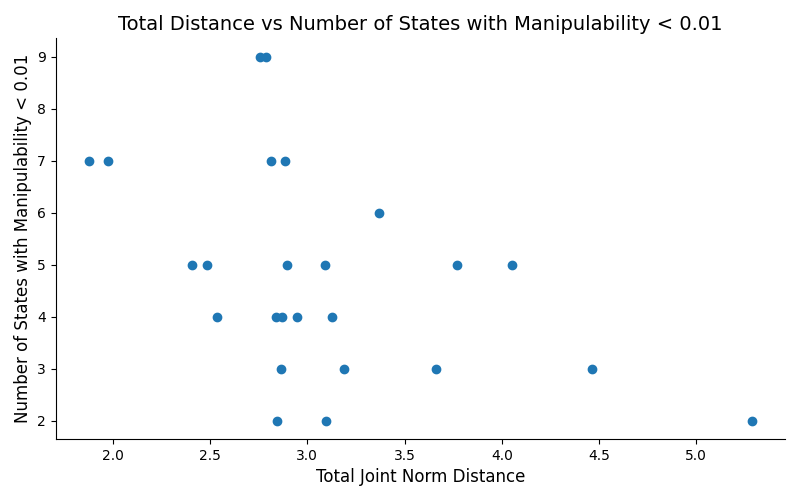 Total Distance vs Number of States with Manipulability < 0.01
Number of States with Manipulability < 0.01
9
8
7
6
5
4
3
2
2.0 2.5 3.0 3.5 4.0 4.5 5.0
Total Joint Norm Distance